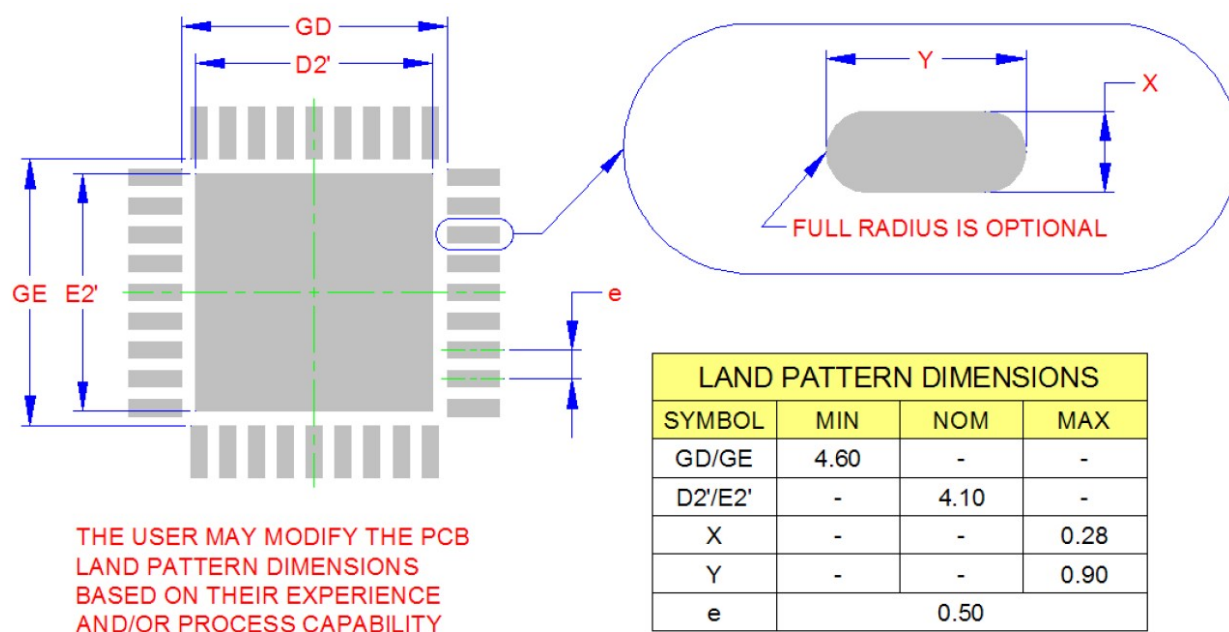 GD
D2'
Y
X
FULL RADIUS IS OPTIONAL
GE
E2'
e
LAND PATTERN DIMENSIONS
SYMBOL MIN NOM MAX
GD/GE 4.60 - -
D2'/E2' - 4.10 -
X - - 0.28
Y - - 0.90
e 0.50
THE USER MAY MODIFY THE PCB
LAND PATTERN DIMENSIONS
BASED ON THEIR EXPERIENCE
AND/OR PROCESS CAPABILITY